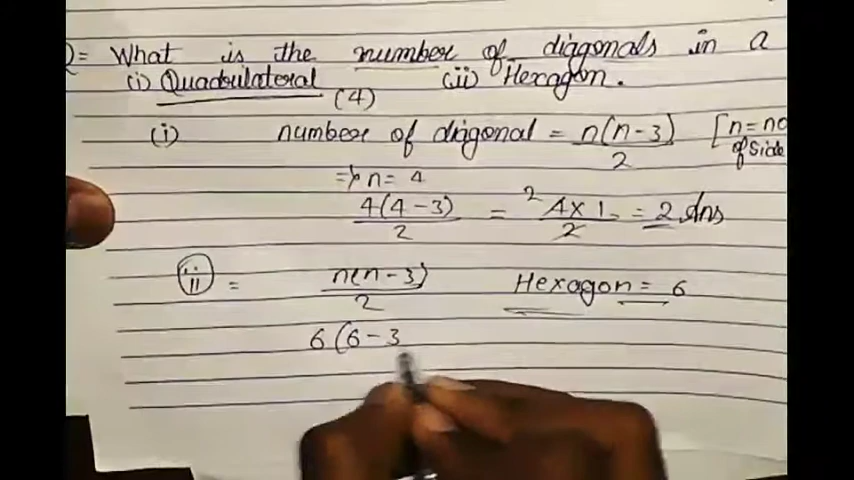 Q= What is the number of diagonals in a
(i) Quadrilateral (ii) Hexagon.
(4)
(i) number of diagonal = n(n-3)/2 [n=no of side
=> n= 4
4(4-3)/2 = 2 4x1/2 = 2 Ans
(ii) = n(n-3)/2 Hexagon = 6
6(6-3